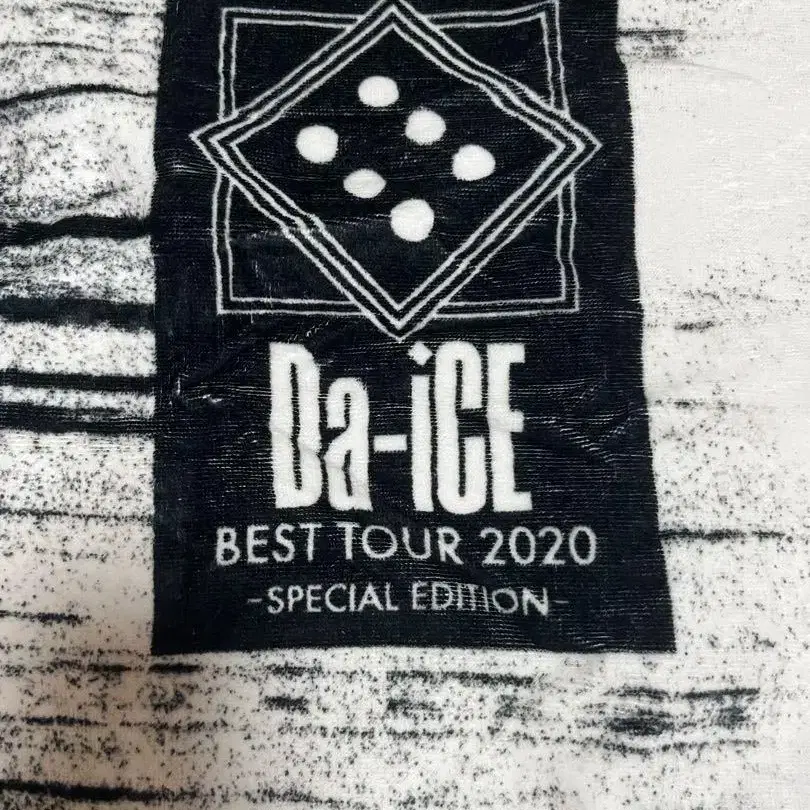 Da-iCE
BEST TOUR 2020
-SPECIAL EDITION-